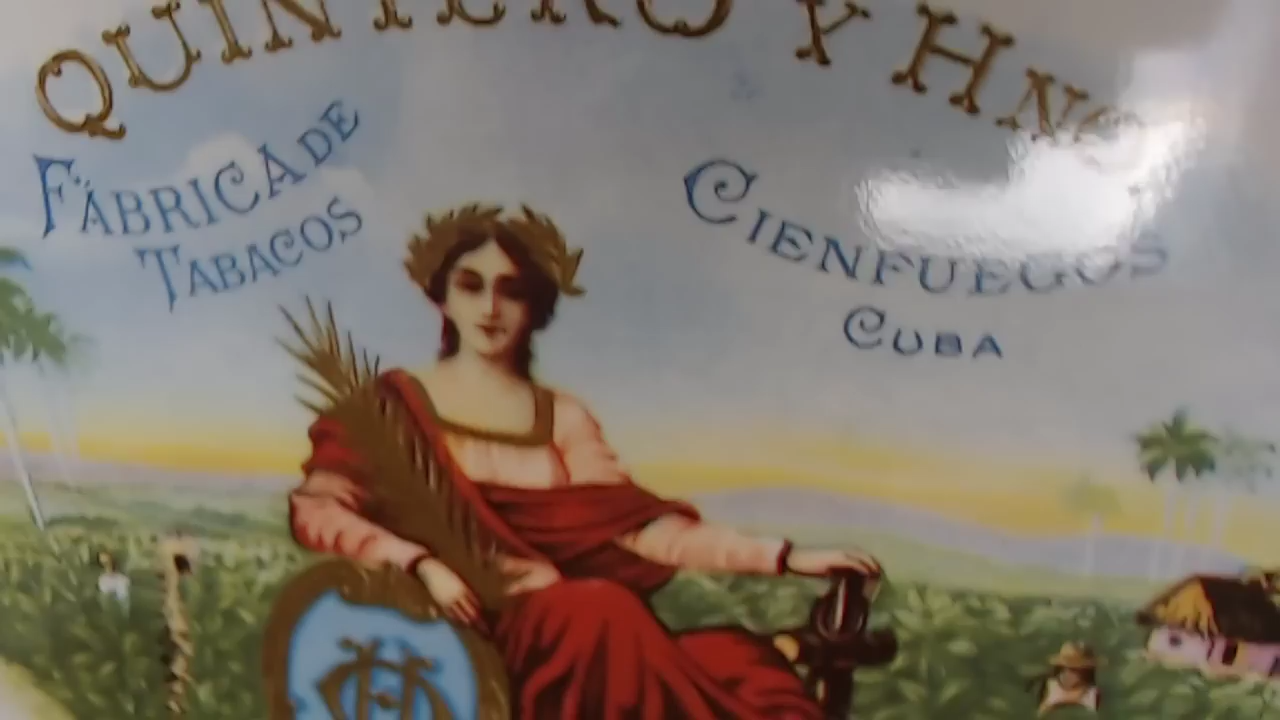 QUINTERO Y HNO
FÁBRICA DE
TABACOS
CIENFUEGOS
CUBA